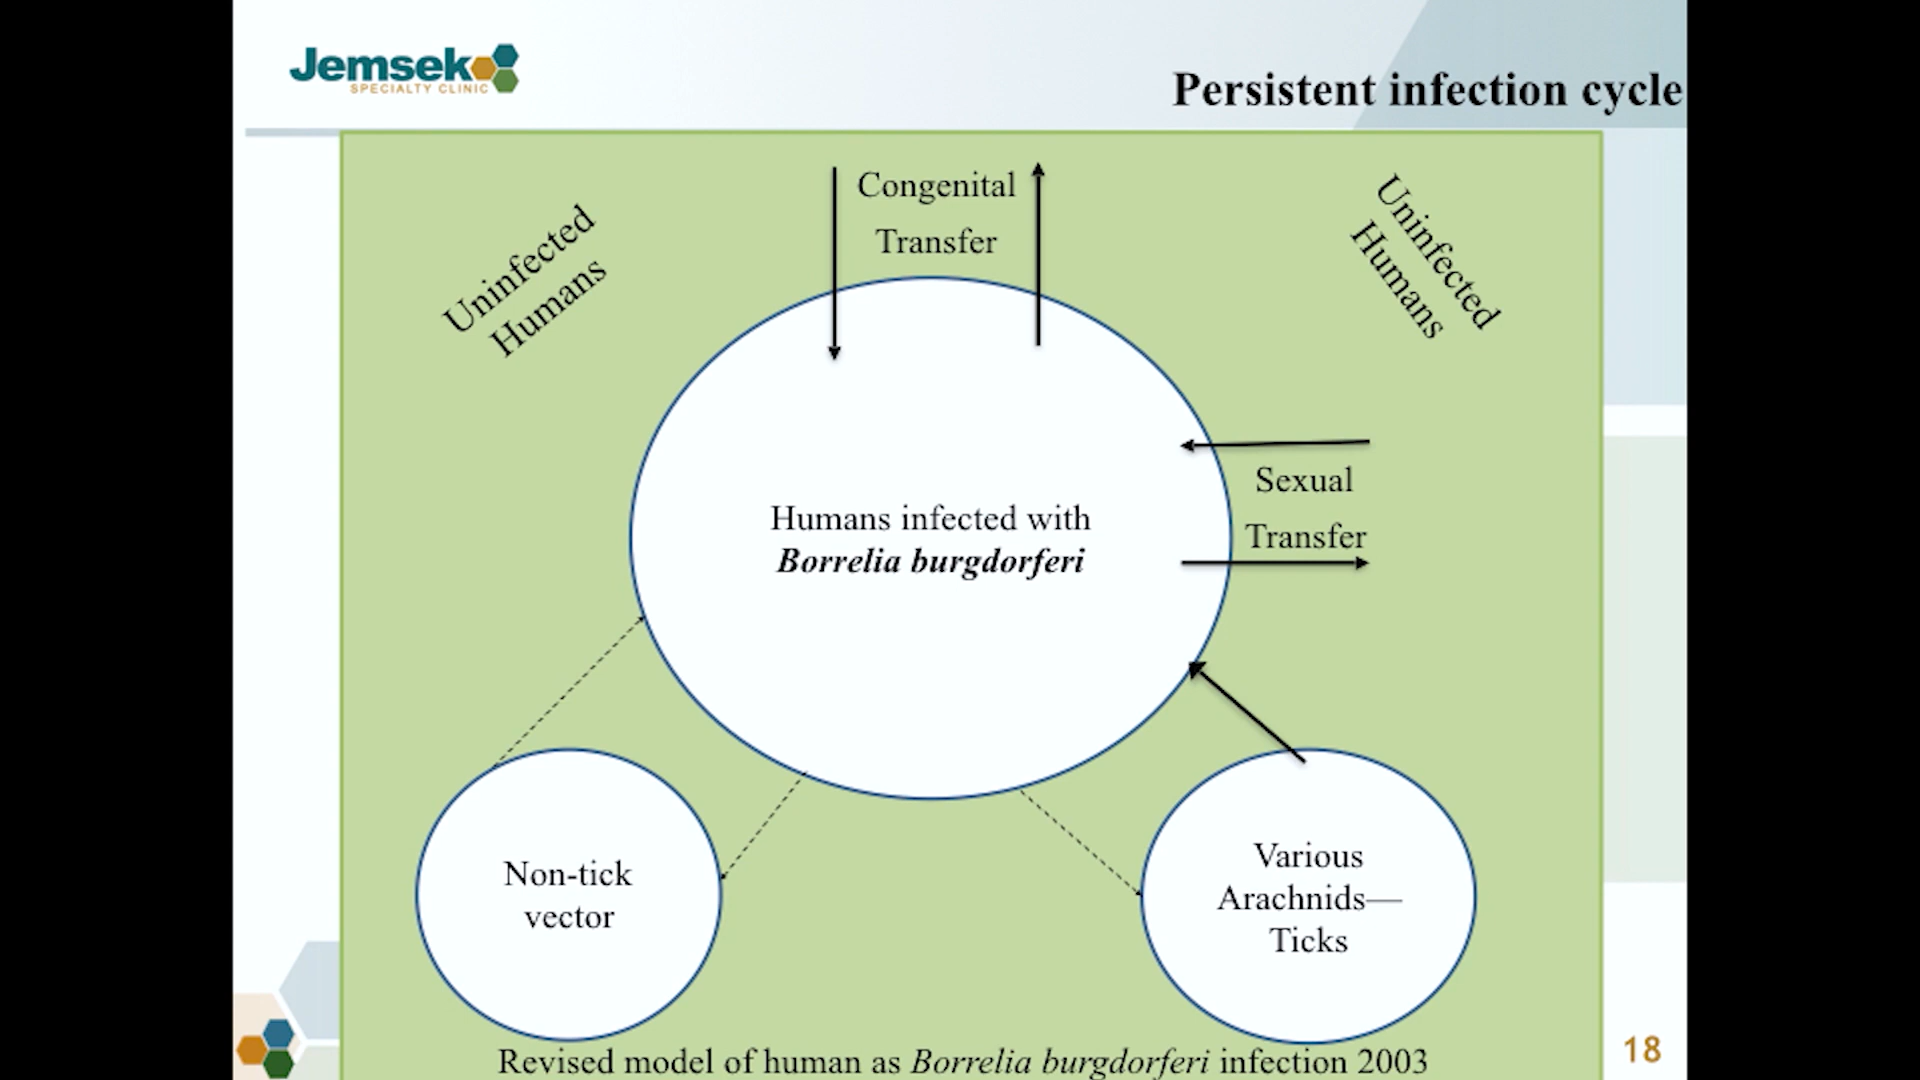 Jemsek
SPECIALTY CLINIC
Persistent infection cycle
Congenital
Transfer
Uninfected
Humans
Uninfected
Humans
Sexual
Transfer
Humans infected with
Borrelia burgdorferi
Non-tick
vector
Various
Arachnids—
Ticks
Revised model of human as Borrelia burgdorferi infection 2003
18